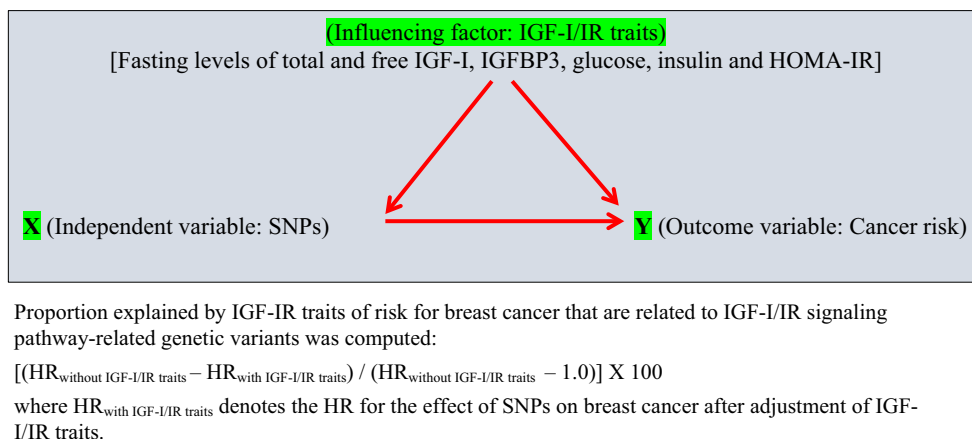 (Influencing factor: IGF-I/IR traits)
[Fasting levels of total and free IGF-I, IGFBP3, glucose, insulin and HOMA-IR]
X (Independent variable: SNPs)
Y (Outcome variable: Cancer risk)
Proportion explained by IGF-IR traits of risk for breast cancer that are related to IGF-I/IR signaling
pathway-related genetic variants was computed:
[(HRwithout IGF-I/IR traits – HRwith IGF-I/IR traits) / (HRwithout IGF-I/IR traits – 1.0)] X 100
where HRwith IGF-I/IR traits denotes the HR for the effect of SNPs on breast cancer after adjustment of IGF-
I/IR traits.